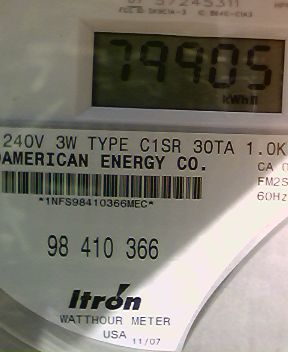 79905
kWh
240V 3W TYPE C1SR 30TA 1.0K
AMERICAN ENERGY CO.
CA
FM2S
60Hz
*1NFS98410366MEC*
98 410 366
Itron
WATTHOUR METER
USA 11/07